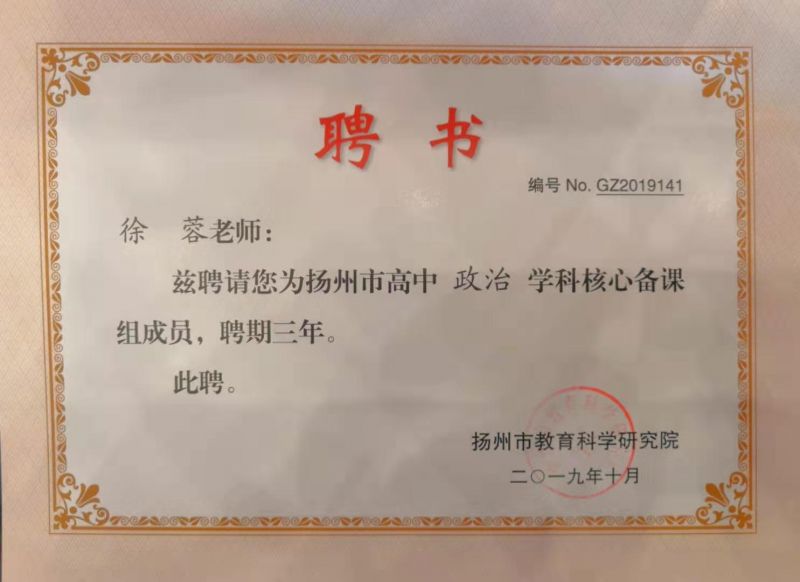 聘 书
编号 No. GZ2019141
徐 蓉老师：
兹聘请您为扬州市高中 政治 学科核心备课
组成员，聘期三年。
此聘。
扬州市教育科学研究院
二〇一九年十月